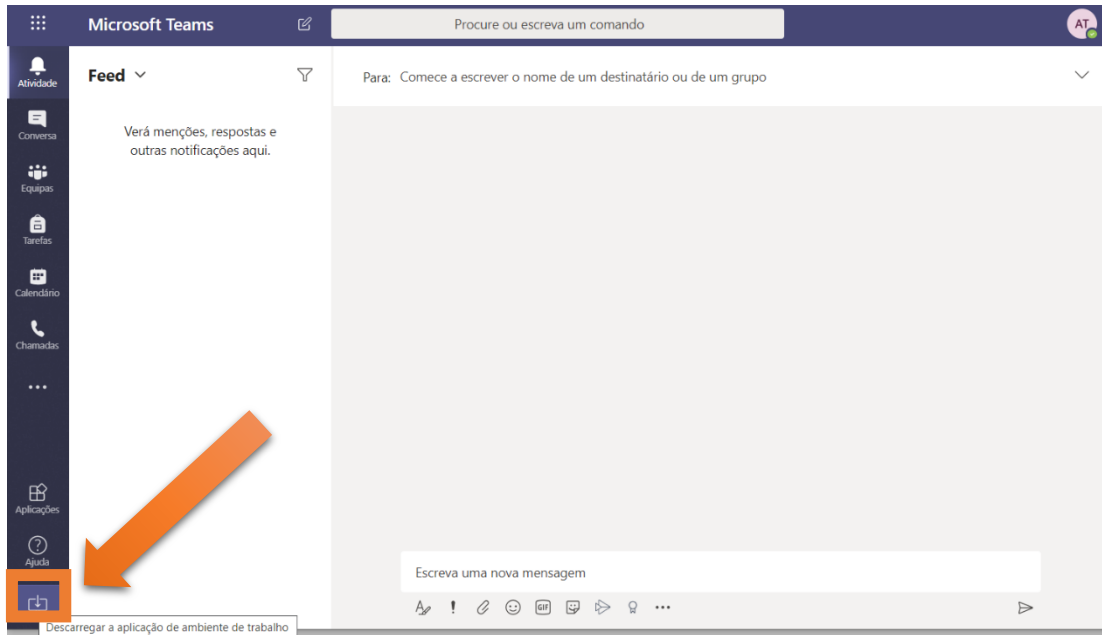 Microsoft Teams
Procure ou escreva um comando
AT
Atividade
Conversa
Equipas
Tarefas
Calendário
Chamadas
Aplicações
Ajuda
Feed
Verá menções, respostas e
outras notificações aqui.
Para: Comece a escrever o nome de um destinatário ou de um grupo
Escreva uma nova mensagem
GIF
Descarregar a aplicação de ambiente de trabalho